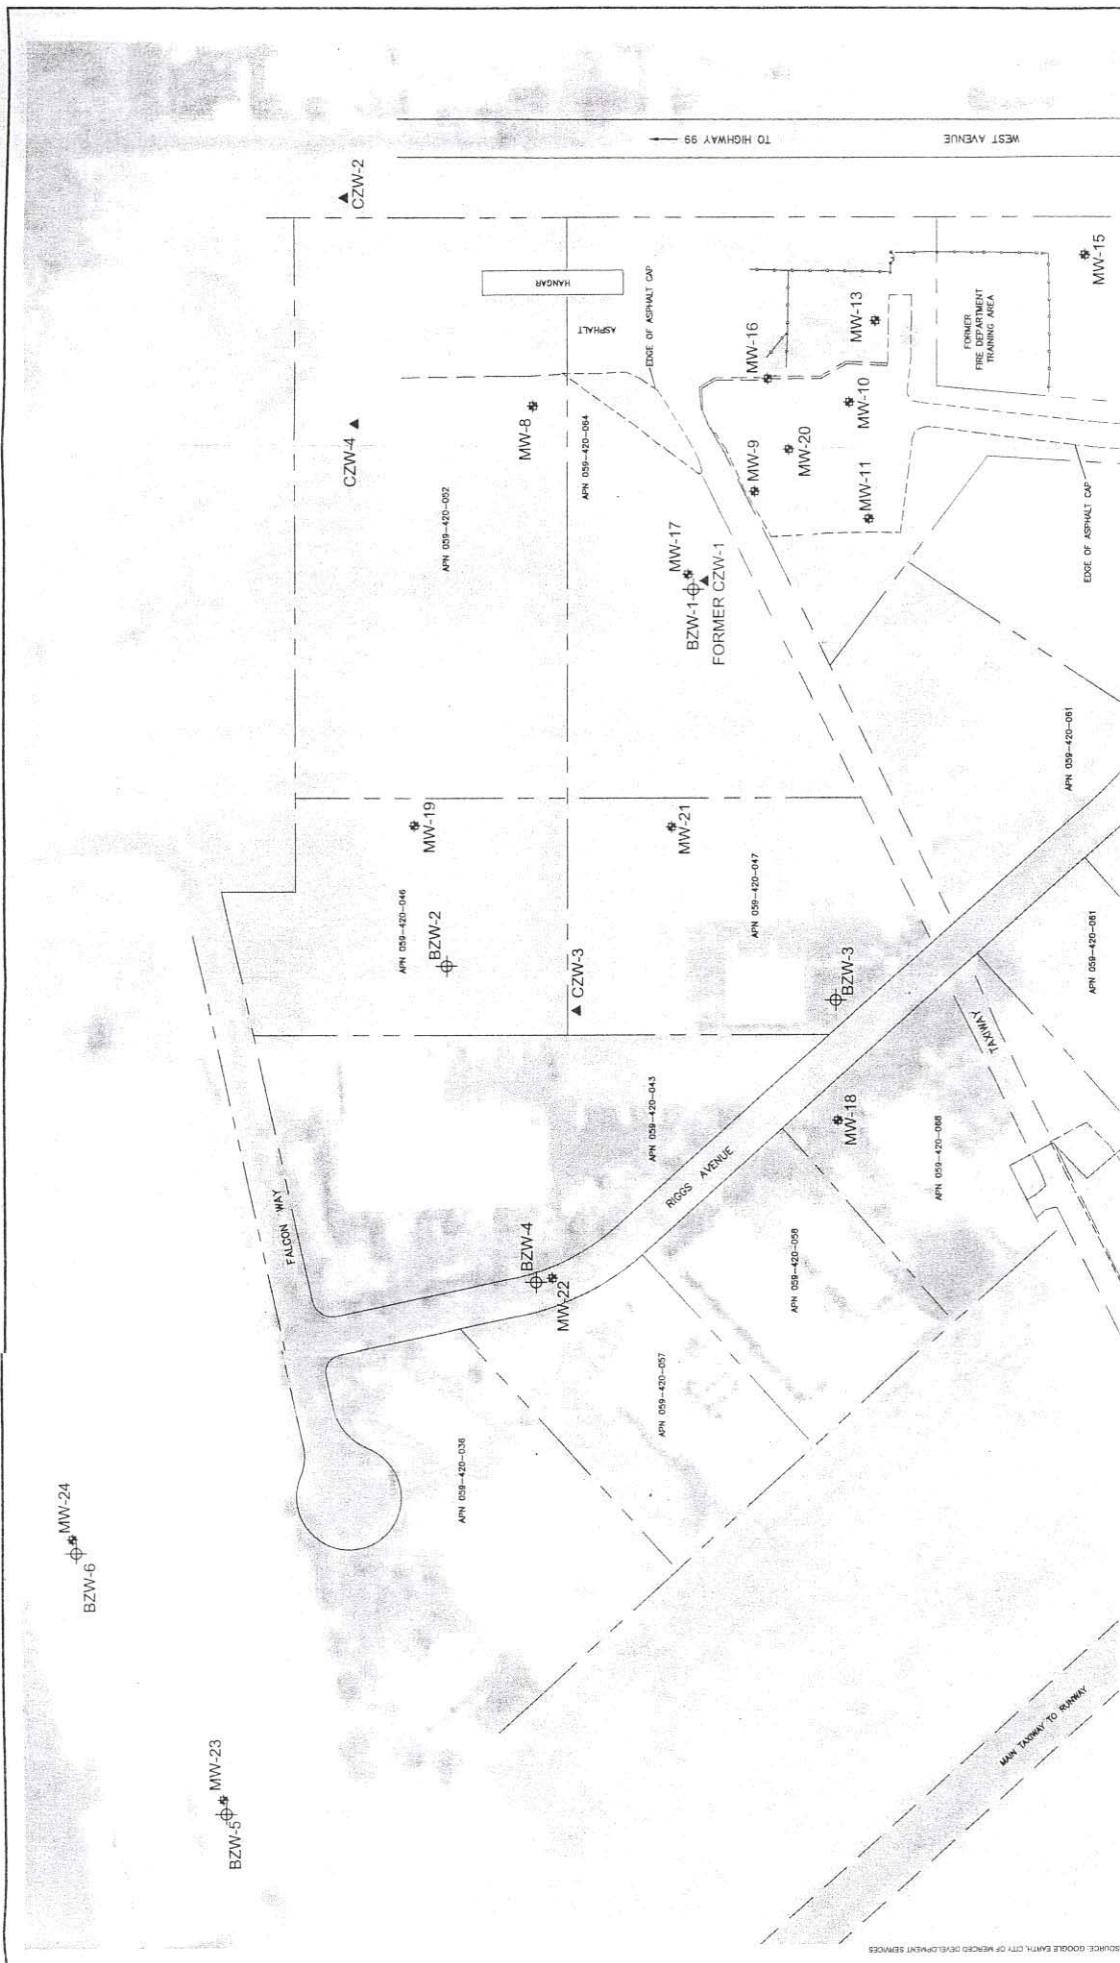 WEST AVENUE
TO HIGHWAY 99
CZW-2
HANGAR
ASPHALT
EDGE OF ASPHALT CAP
MW-15
MW-13
FORMER
FIRE DEPARTMENT
TRAINING AREA
MW-16
MW-10
MW-8
CZW-4
APN 059-420-064
MW-20
MW-9
MW-11
APN 059-420-052
EDGE OF ASPHALT CAP
MW-17
BZW-1
FORMER CZW-1
APN 059-420-061
MW-19
MW-21
APN 059-420-046
APN 059-420-047
BZW-2
CZW-3
BZW-3
APN 059-420-061
TAXIWAY
APN 059-420-043
MW-18
APN 059-420-068
RIGGS AVENUE
FALCON WAY
BZW-4
MW-22
APN 059-420-058
APN 059-420-057
APN 059-420-036
MW-24
BZW-6
MAIN TAXIWAY TO RUNWAY
MW-23
BZW-5
SOURCE: GOOGLE EARTH, CITY OF MERCED DEVELOPMENT SERVICES